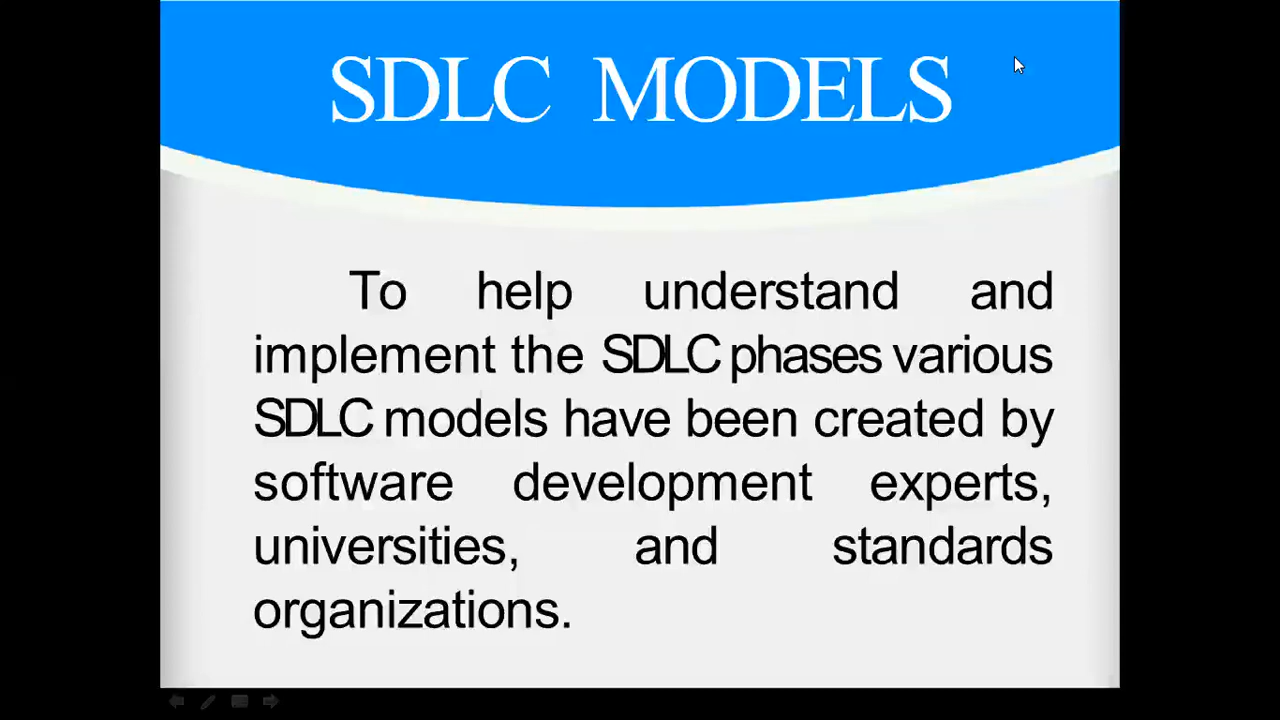 SDLC MODELS
To help understand and
implement the SDLC phases various
SDLC models have been created by
software development experts,
universities, and standards
organizations.